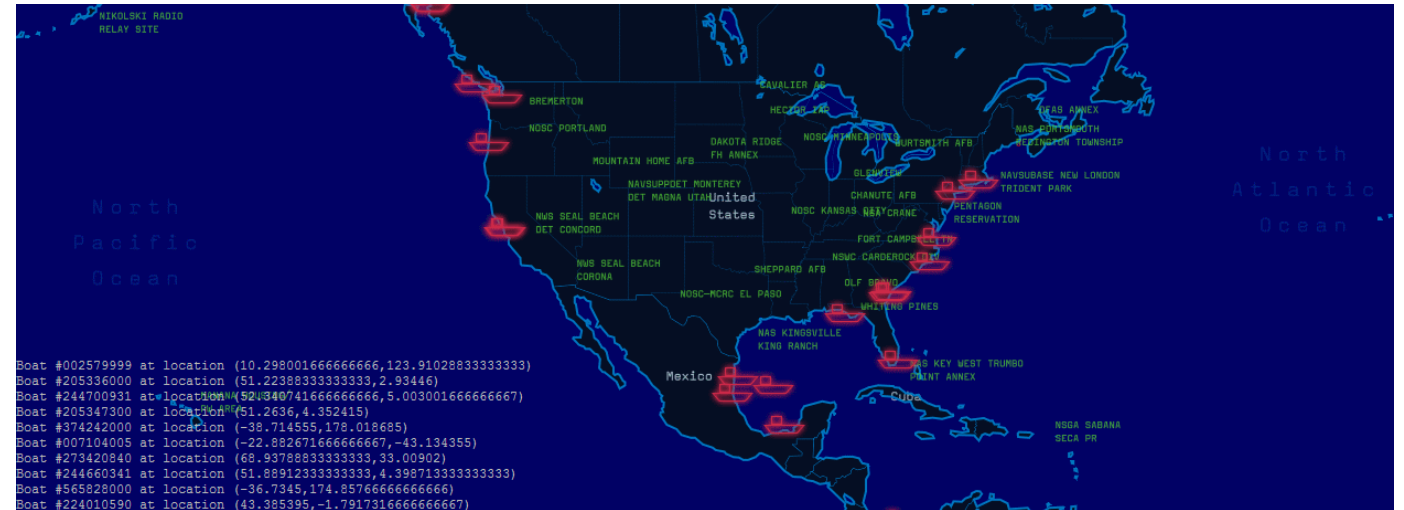 NIKOLSKI RADIO
RELAY SITE
CAVALIER AS
BREMERTON
HECTOR IAP
DFAS ANNEX
NOSC PORTLAND
NOSC MINNEAPOLIS
NAS PORTSMOUTH
REDINGTON TOWNSHIP
DAKOTA RIDGE
FH ANNEX
WURTSMITH AFB
MOUNTAIN HOME AFB
North
Atlantic
Ocean
GLENVIEW
NAVSUBASE NEW LONDON
TRIDENT PARK
NAVSUPPDET MONTEREY
DET MAGNA UTAH
United
States
CHANUTE AFB
North
Pacific
Ocean
NWS SEAL BEACH
DET CONCORD
NOSC KANSAS CITY
NSA CRANE
PENTAGON
RESERVATION
FORT CAMPBELL TN
NSWC CARDEROCK DIV
NWS SEAL BEACH
CORONA
SHEPPARD AFB
OLF BRAVO
NOSC-MCRC EL PASO
WHITING PINES
NAS KINGSVILLE
KING RANCH
NAS KEY WEST TRUMBO
POINT ANNEX
Mexico
Cuba
NSGA SABANA
SECA PR
Boat #002579999 at location (10.298001666666666,123.91028833333333)
Boat #205336000 at location (51.22388333333333,2.93446)
Boat #244700931 at location (52.340741666666666,5.003001666666667)
Boat #205347300 at location (51.2636,4.352415)
Boat #374242000 at location (-38.714555,178.018685)
Boat #007104005 at location (-22.882671666666667,-43.134355)
Boat #273420840 at location (68.93788833333333,33.00902)
Boat #244660341 at location (51.88912333333333,4.398713333333333)
Boat #565828000 at location (-36.7345,174.85766666666666)
Boat #224010590 at location (43.385395,-1.7917316666666667)